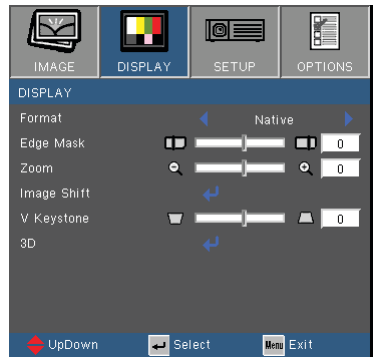 IMAGE DISPLAY SETUP OPTIONS
DISPLAY
Format Native
Edge Mask 0
Zoom 0
Image Shift
V Keystone 0
3D
UpDown Select Menu Exit